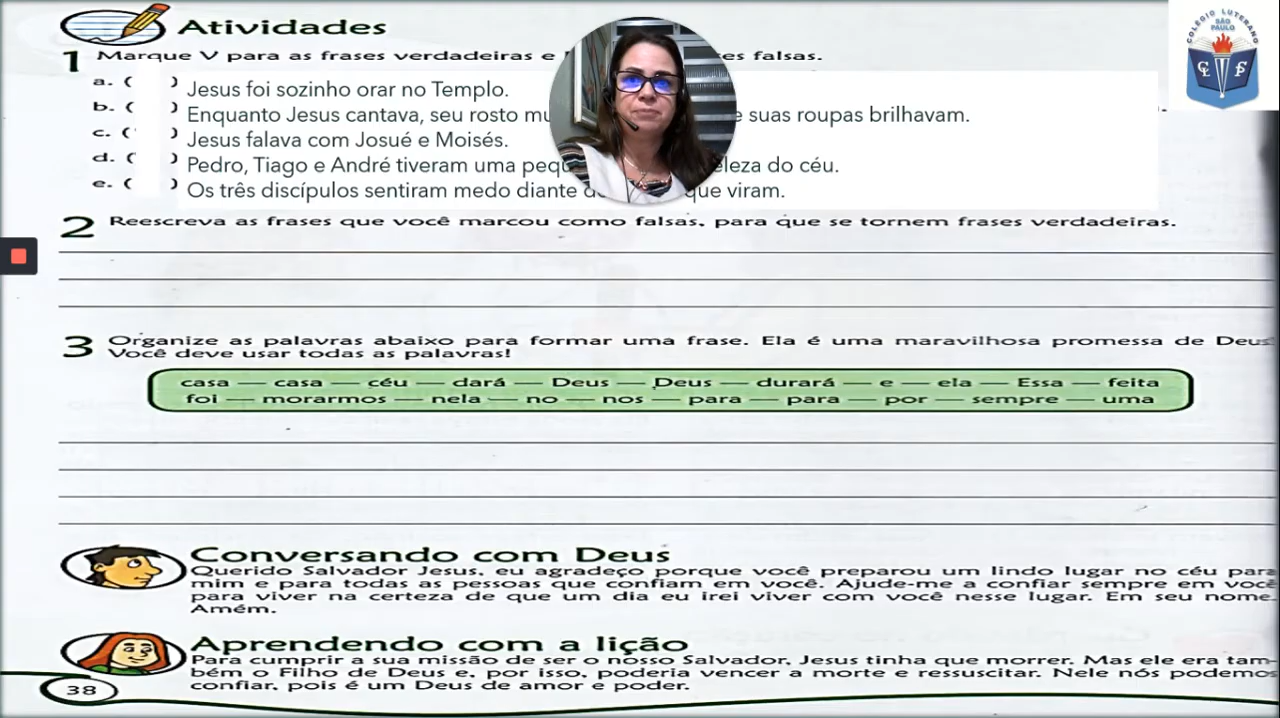 Atividades
1 Marque V para as frases verdadeiras e falsas.
a. ( ) Jesus foi sozinho orar no Templo.
b. ( ) Enquanto Jesus cantava, seu rosto suas roupas brilhavam.
c. ( ) Jesus falava com Josué e Moisés.
d. ( ) Pedro, Tiago e André tiveram uma do céu.
e. ( ) Os três discípulos sentiram medo diante que viram.
2 Reescreva as frases que você marcou como falsas, para que se tornem frases verdadeiras.
3 Organize as palavras abaixo para formar uma frase. Ela é uma maravilhosa promessa de Deus
Você deve usar todas as palavras!
casa — casa — céu — dará — Deus — Deus — durará — e — ela — Essa — feita
foi — morarmos — nela — no — nos — para — para — por — sempre — uma
Conversando com Deus
Querido Salvador Jesus, eu agradeço porque você preparou um lindo lugar no céu para
mim e para todas as pessoas que confiam em você. Ajude-me a confiar sempre em você
para viver na certeza de que um dia eu irei viver com você nesse lugar. Em seu nome.
Amém.
Aprendendo com a lição
Para cumprir a sua missão de ser o nosso Salvador, Jesus tinha que morrer. Mas ele era tam-
bém o Filho de Deus e, por isso, poderia vencer a morte e ressuscitar. Nele nós podemos
confiar, pois é um Deus de amor e poder.
38
COLÉGIO LUTERANO
SÃO
PAULO
CL SP